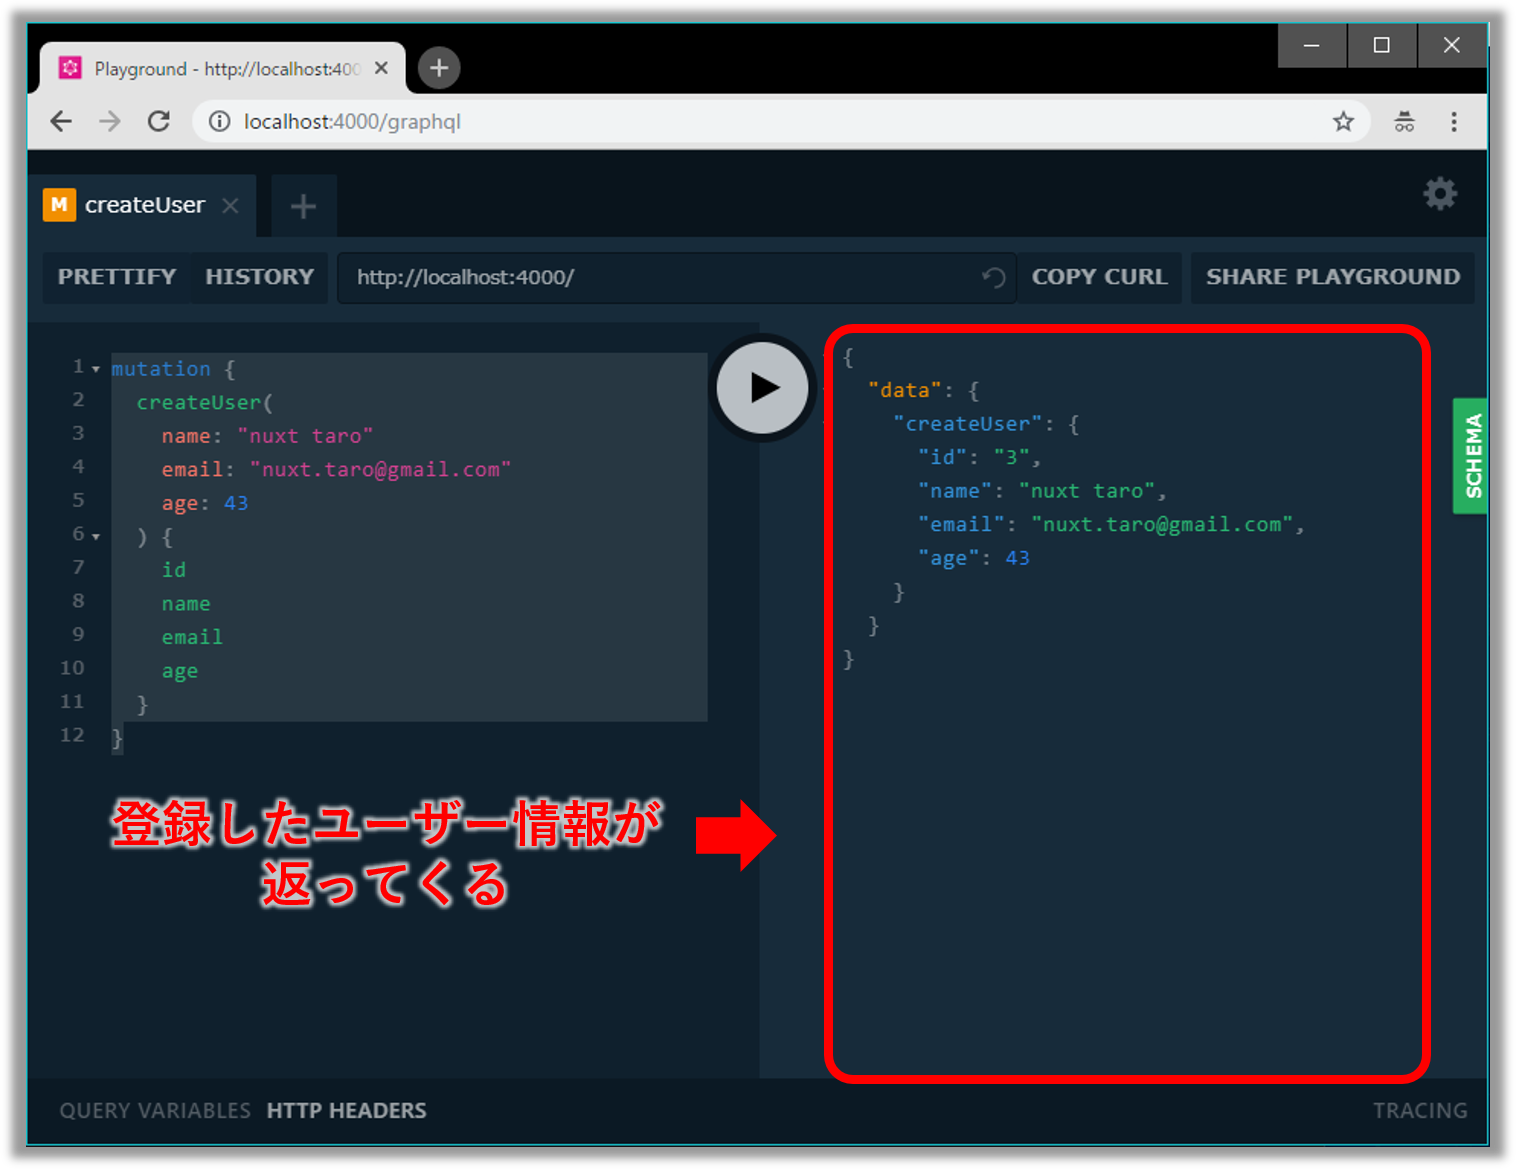 Playground - http://localhost:400
localhost:4000/graphql
M createUser
PRETTIFY HISTORY http://localhost:4000/ COPY CURL SHARE PLAYGROUND
1 mutation {
2 createUser(
3 name: "nuxt taro"
4 email: "nuxt.taro@gmail.com"
5 age: 43
6 ) {
7 id
8 name
9 email
10 age
11 }
12 }
{
"data": {
"createUser": {
"id": "3",
"name": "nuxt taro",
"email": "nuxt.taro@gmail.com",
"age": 43
}
}
}
SCHEMA
登録したユーザー情報が
返ってくる
QUERY VARIABLES HTTP HEADERS TRACING